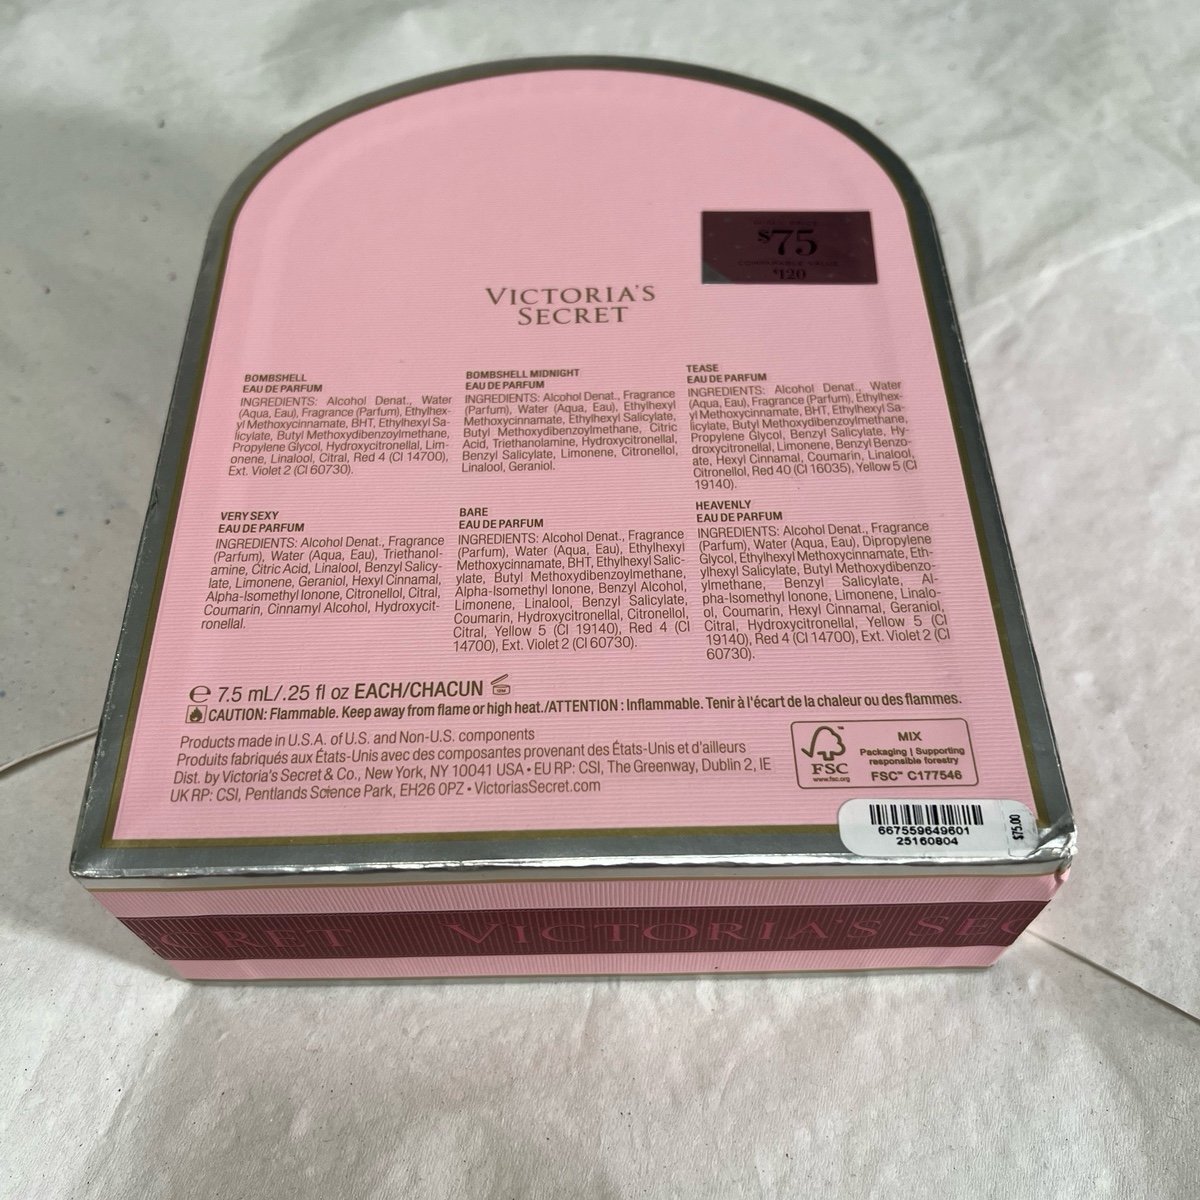 $75
COMPARABLE VALUE
$120
VICTORIA'S
SECRET
BOMBSHELL
EAU DE PARFUM
INGREDIENTS: Alcohol Denat., Water
(Aqua, Eau), Fragrance (Parfum), Ethylhex-
yl Methoxycinnamate, BHT, Ethylhexyl Sa-
licylate, Butyl Methoxydibenzoylmethane,
Propylene Glycol, Hydroxycitronellal, Lim-
onene, Linalool, Citral, Red 4 (CI 14700),
Ext. Violet 2 (CI 60730).
BOMBSHELL MIDNIGHT
EAU DE PARFUM
INGREDIENTS: Alcohol Denat., Fragrance
(Parfum), Water (Aqua, Eau), Ethylhexyl
Methoxycinnamate, Ethylhexyl Salicylate,
Butyl Methoxydibenzoylmethane, Citric
Acid, Triethanolamine, Hydroxycitronellal,
Benzyl Salicylate, Limonene, Citronellol,
Linalool, Geraniol.
TEASE
EAU DE PARFUM
INGREDIENTS: Alcohol Denat., Water
(Aqua, Eau), Fragrance (Parfum), Ethylhex-
yl Methoxycinnamate, BHT, Ethylhexyl Sa-
licylate, Butyl Methoxydibenzoylmethane,
Propylene Glycol, Benzyl Salicylate, Hy-
droxycitronellal, Limonene, Benzyl Benzo-
ate, Hexyl Cinnamal, Coumarin, Linalool,
Citronellol, Red 40 (CI 16035), Yellow 5 (CI
19140).
VERY SEXY
EAU DE PARFUM
INGREDIENTS: Alcohol Denat., Fragrance
(Parfum), Water (Aqua, Eau), Triethanol-
amine, Citric Acid, Linalool, Benzyl Salicy-
late, Limonene, Geraniol, Hexyl Cinnamal,
Alpha-Isomethyl Ionone, Citronellol, Citral,
Coumarin, Cinnamyl Alcohol, Hydroxycit-
ronellal.
BARE
EAU DE PARFUM
INGREDIENTS: Alcohol Denat., Fragrance
(Parfum), Water (Aqua, Eau), Ethylhexyl
Methoxycinnamate, BHT, Ethylhexyl Salic-
ylate, Butyl Methoxydibenzoylmethane,
Alpha-Isomethyl Ionone, Benzyl Alcohol,
Limonene, Linalool, Benzyl Salicylate,
Coumarin, Hydroxycitronellal, Citronellol,
Citral, Yellow 5 (CI 19140), Red 4 (CI
14700), Ext. Violet 2 (CI 60730).
HEAVENLY
EAU DE PARFUM
INGREDIENTS: Alcohol Denat., Fragrance
(Parfum), Water (Aqua, Eau), Dipropylene
Glycol, Ethylhexyl Methoxycinnamate, Eth-
ylhexyl Salicylate, Butyl Methoxydibenzo-
ylmethane, Benzyl Salicylate, Al-
pha-Isomethyl Ionone, Limonene, Linalo-
ol, Coumarin, Hexyl Cinnamal, Geraniol,
Hydroxycitronellal, Yellow 5 (CI
19140), Red 4 (CI 14700), Ext. Violet 2 (CI
60730).
℮ 7.5 mL/.25 fl oz EACH/CHACUN 12M
CAUTION: Flammable. Keep away from flame or high heat./ATTENTION : Inflammable. Tenir à l'écart de la chaleur ou des flammes.
Products made in U.S.A. of U.S. and Non-U.S. components
Produits fabriqués aux États-Unis avec des composantes provenant des États-Unis et d'ailleurs
Dist. by Victoria's Secret & Co., New York, NY 10041 USA • EU RP: CSI, The Greenway, Dublin 2, IE
UK RP: CSI, Pentlands Science Park, EH26 0PZ • VictoriasSecret.com
FSC™
www.fsc.org
MIX
Packaging | Supporting
responsible forestry
FSC™ C177546
667559649601
25160804
$75.00
CRET VICTORIA'S SEC